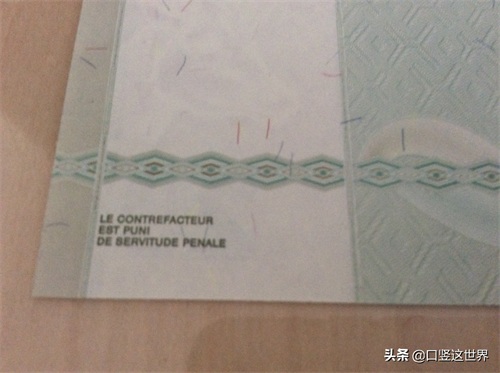 LE CONTREFACTEUR
EST PUNI
DE SERVITUDE PENALE
头条 @口竖这世界